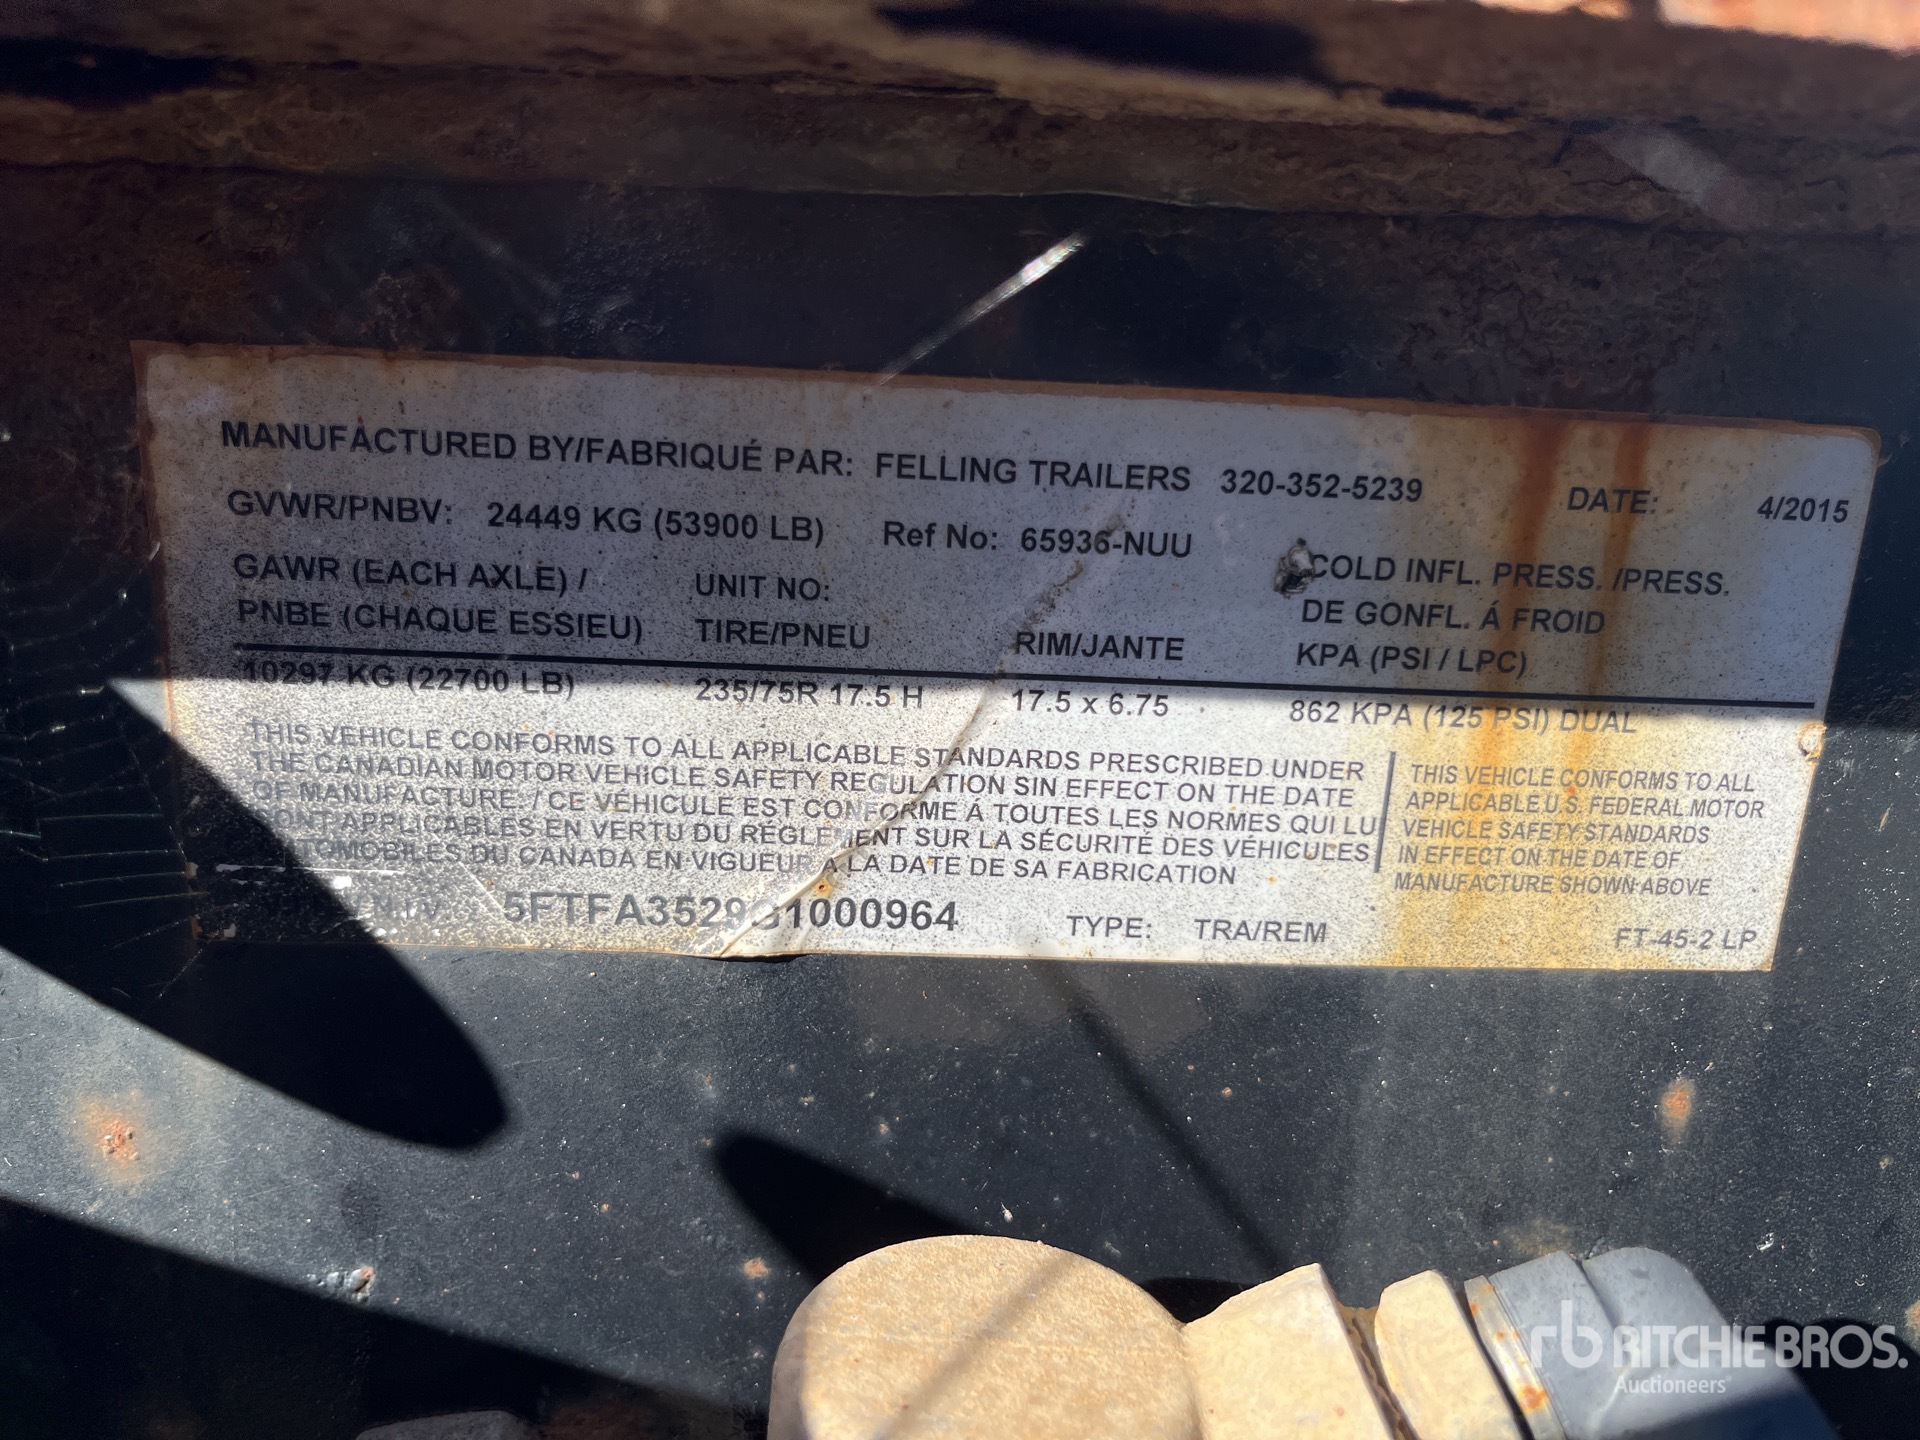 MANUFACTURED BY/FABRIQUÉ PAR: FELLING TRAILERS 320-352-5239 DATE: 4/2015
GVWR/PNBV: 24449 KG (53900 LB) Ref No: 65936-NUU
GAWR (EACH AXLE) / UNIT NO: COLD INFL. PRESS. /PRESS.
PNBE (CHAQUE ESSIEU) TIRE/PNEU RIM/JANTE DE GONFL. Á FROID
KPA (PSI / LPC)
10297 KG (22700 LB) 235/75R 17.5 H 17.5 x 6.75 862 KPA (125 PSI) DUAL
THIS VEHICLE CONFORMS TO ALL APPLICABLE STANDARDS PRESCRIBED UNDER
THE CANADIAN MOTOR VEHICLE SAFETY REGULATION SIN EFFECT ON THE DATE
OF MANUFACTURE. / CE VÉHICULE EST CONFORME Á TOUTES LES NORMES QUI LU
SONT APPLICABLES EN VERTU DU RÈGLEMENT SUR LA SÉCURITÉ DES VÉHICULES
AUTOMOBILES DU CANADA EN VIGUEUR A LA DATE DE SA FABRICATION
THIS VEHICLE CONFORMS TO ALL
APPLICABLE U.S. FEDERAL MOTOR
VEHICLE SAFETY STANDARDS
IN EFFECT ON THE DATE OF
MANUFACTURE SHOWN ABOVE
TYPE: TRA/REM FT-45-2 LP
rb RITCHIE BROS.
Auctioneers